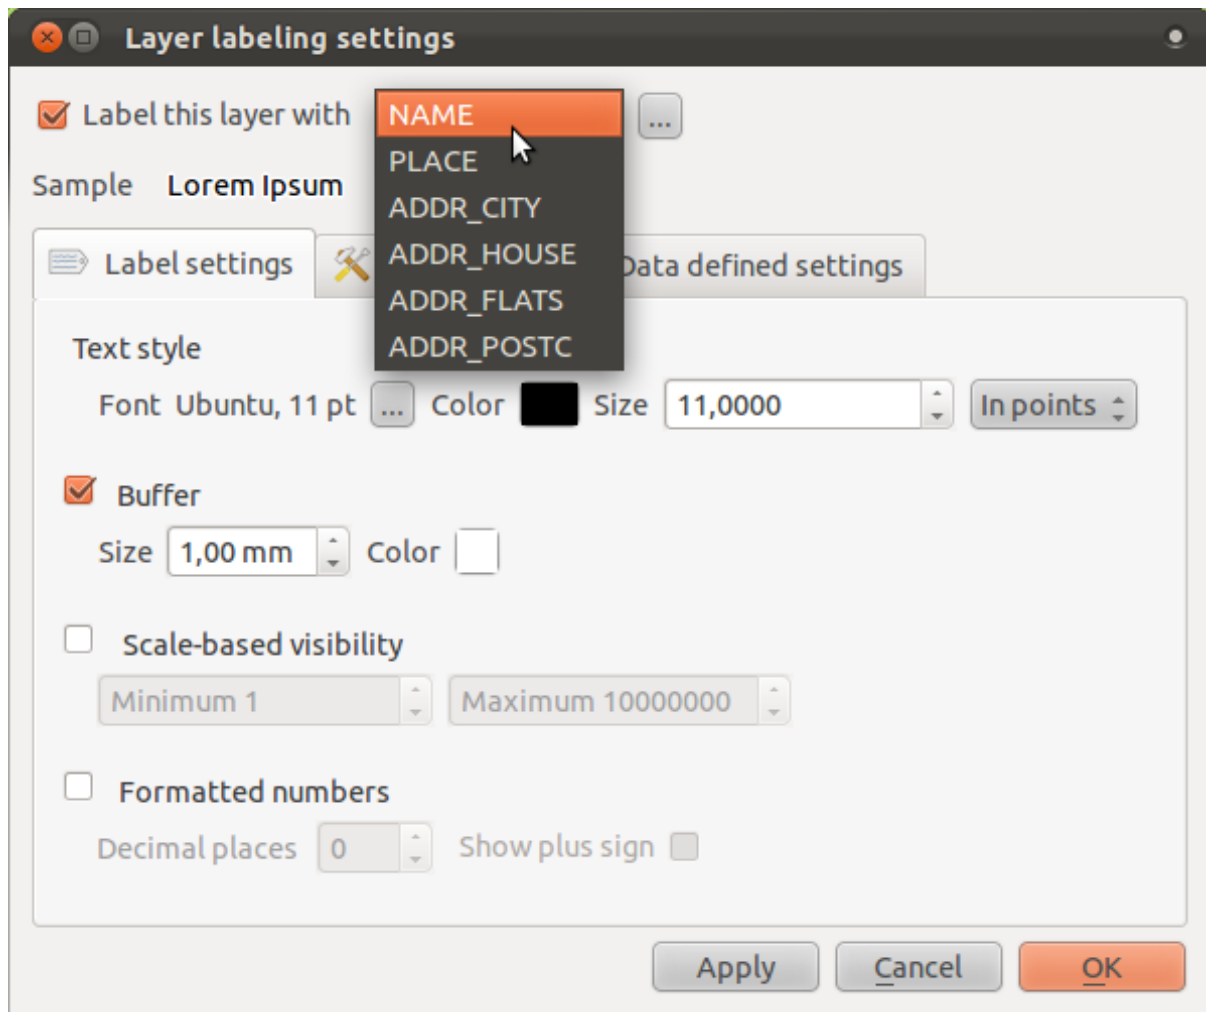 Layer labeling settings
Label this layer with NAME ...
PLACE
Sample Lorem Ipsum
ADDR_CITY
ADDR_HOUSE
Label settings Data defined settings
ADDR_FLATS
ADDR_POSTC
Text style
Font Ubuntu, 11 pt ... Color Size 11,0000 In points
Buffer
Size 1,00 mm Color
Scale-based visibility
Minimum 1 Maximum 10000000
Formatted numbers
Decimal places 0 Show plus sign
Apply Cancel OK